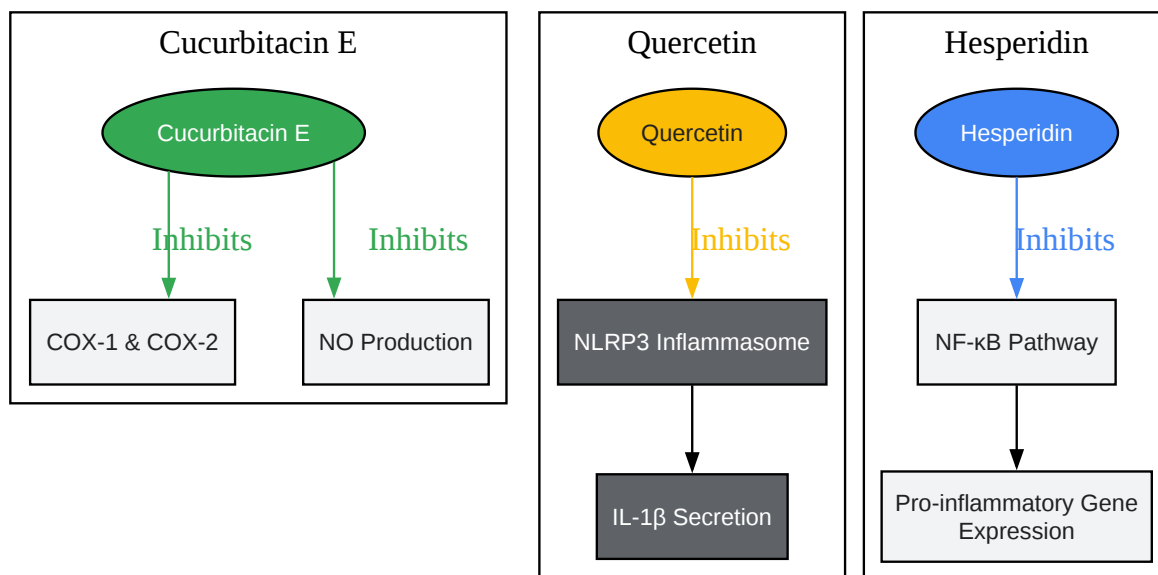 Cucurbitacin E
Cucurbitacin E
Inhibits
Inhibits
COX-1 & COX-2
NO Production
Quercetin
Quercetin
Inhibits
NLRP3 Inflammasome
IL-1β Secretion
Hesperidin
Hesperidin
Inhibits
NF-κB Pathway
Pro-inflammatory Gene
Expression